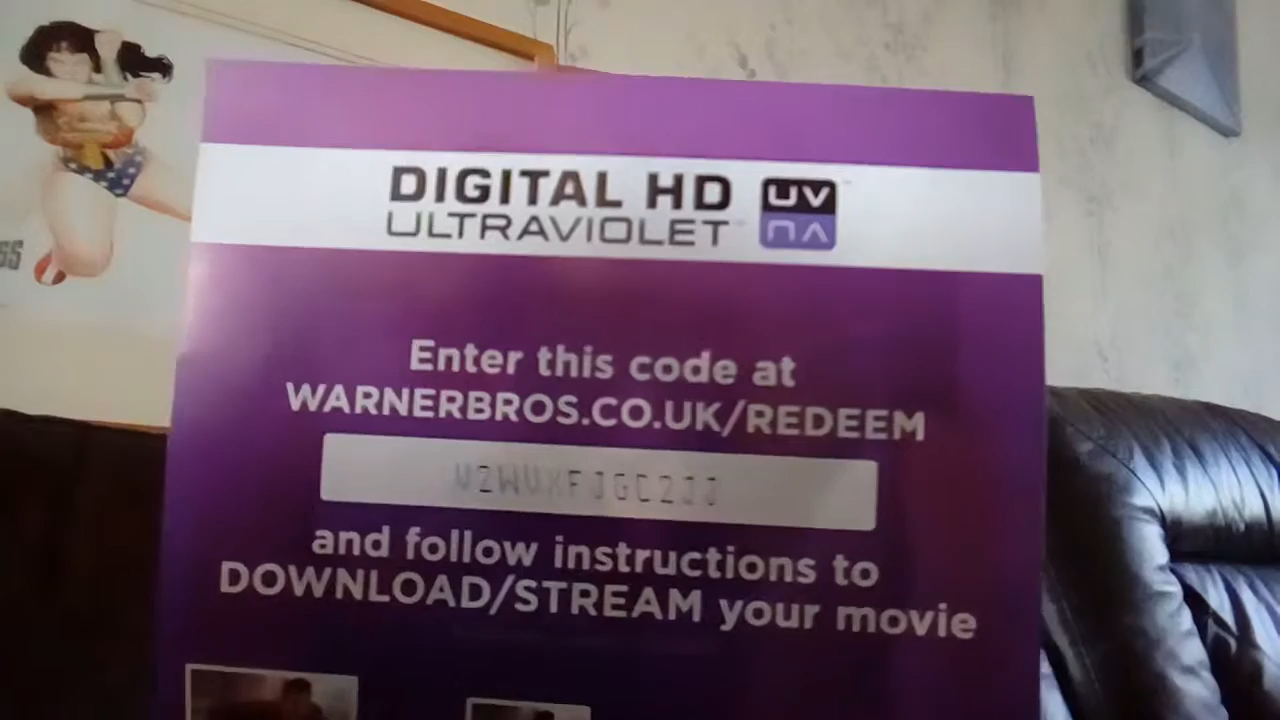 SS
DIGITAL HD
ULTRAVIOLET
UV
Enter this code at
WARNERBROS.CO.UK/REDEEM
and follow instructions to
DOWNLOAD/STREAM your movie